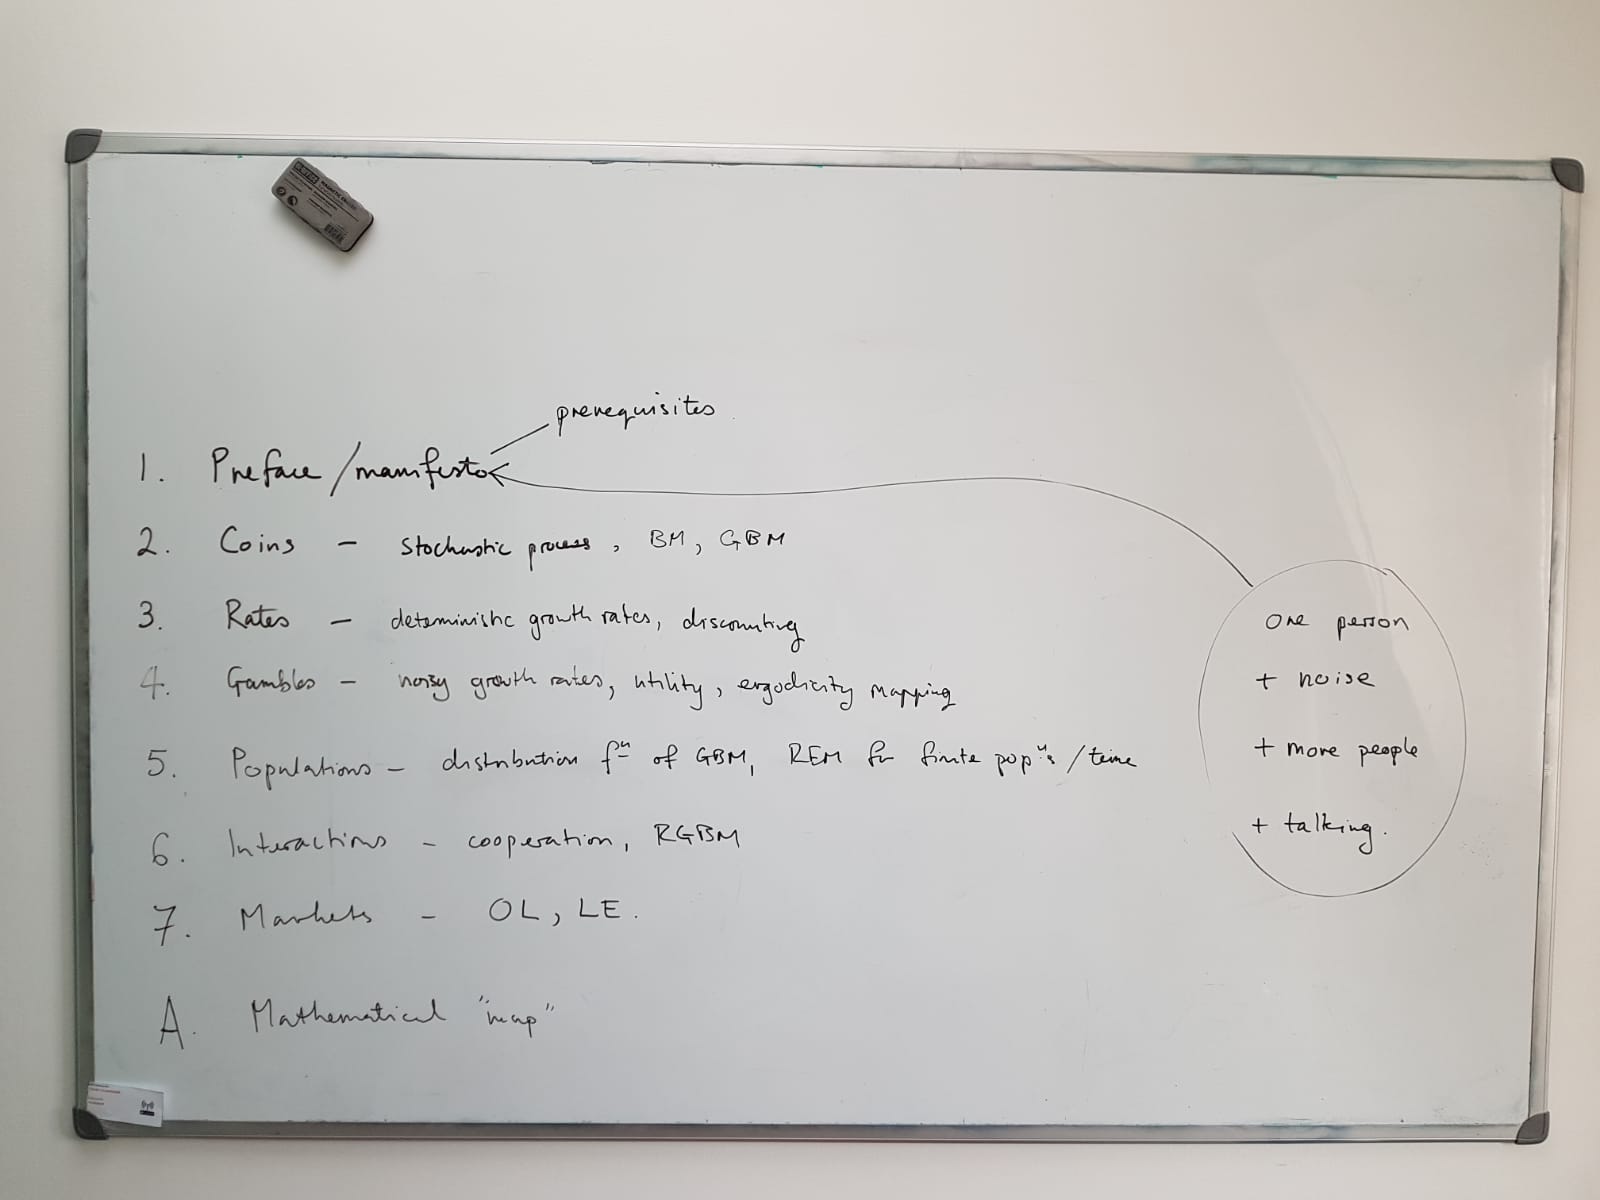 prerequisites
1. Preface/manifesto
2. Coins – stochastic process, BM, GBM
3. Rates – deterministic growth rates, discounting
4. Gambles – noisy growth rates, utility, ergodicity mapping
5. Populations – distribution fⁿ of GBM, REM for finite popⁿs/time
6. Interactions – cooperation, RGBM
7. Markets – OL, LE.
A. Mathematical "map"
one person
+ noise
+ more people
+ talking.